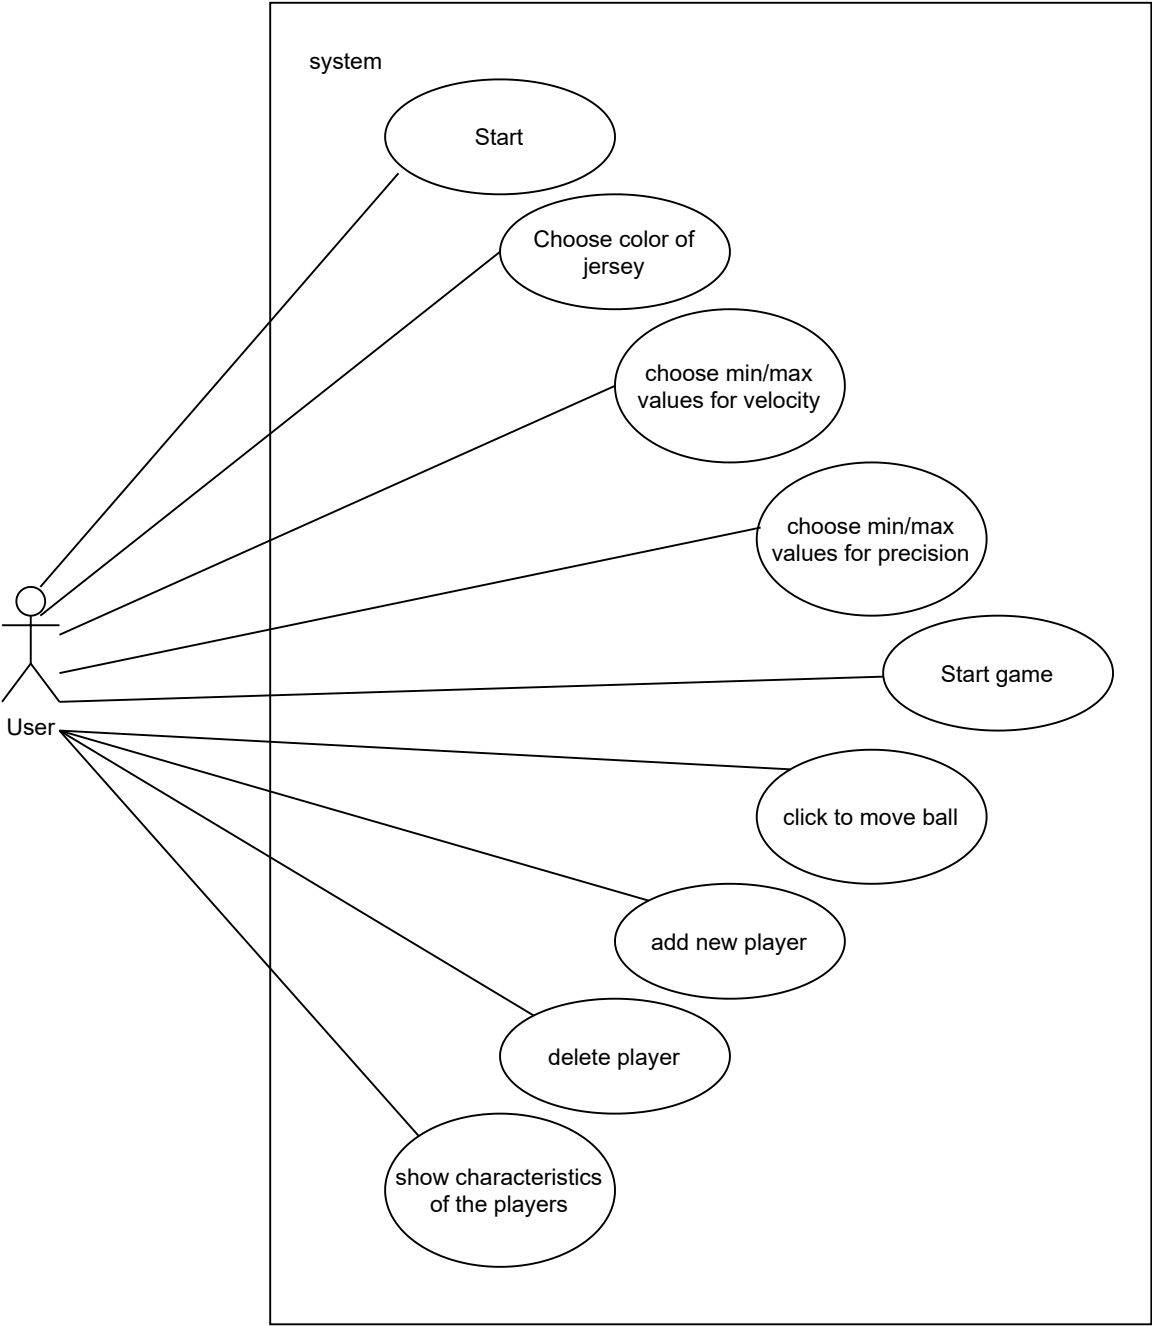 system
Start
Choose color of
jersey
choose min/max
values for velocity
choose min/max
values for precision
Start game
User
click to move ball
add new player
delete player
show characteristics
of the players